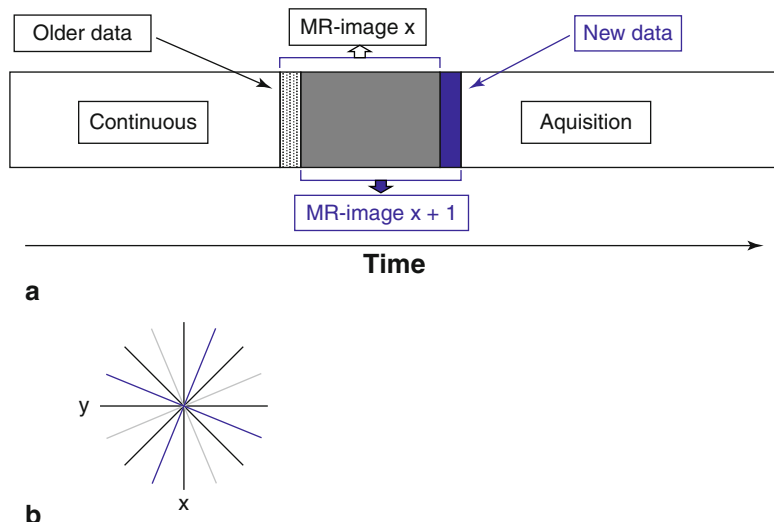 MR-image x
Older data
New data
Continuous
Aquisition
MR-image x + 1
Time
a
y
x
b